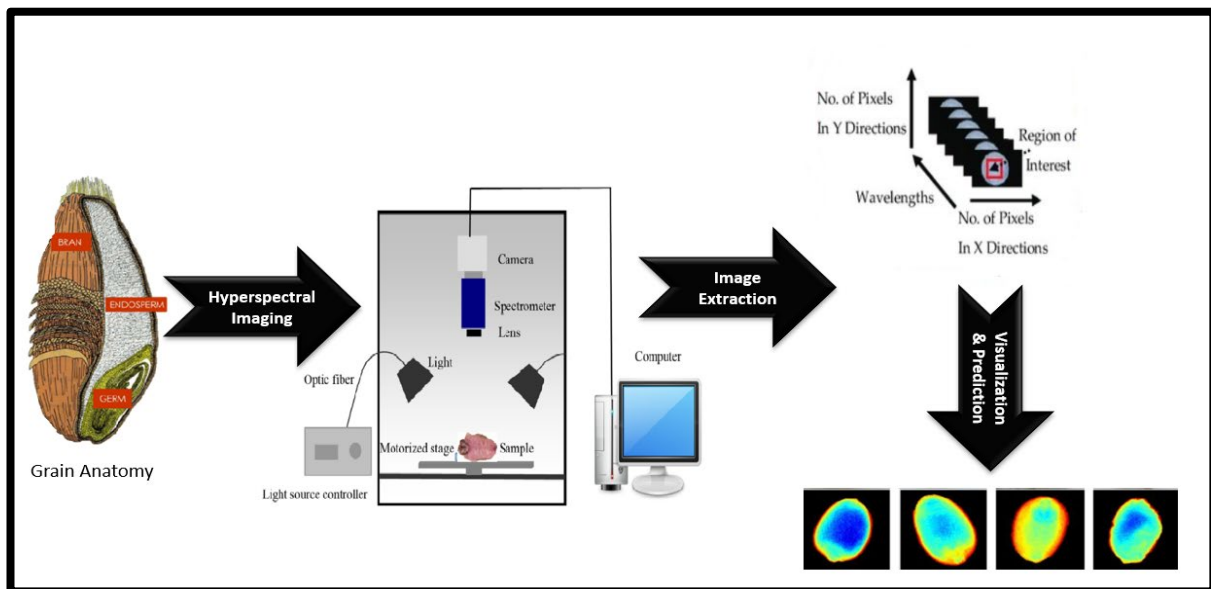 BRAN
ENDOSPERM
GERM
Grain Anatomy
Hyperspectral
Imaging
Camera
Spectrometer
Lens
Light
Optic fiber
Motorized stage
Sample
Light source controller
Computer
Image
Extraction
No. of Pixels
In Y Directions
Region of
Interest
Wavelengths
No. of Pixels
In X Directions
Visualization
& Prediction